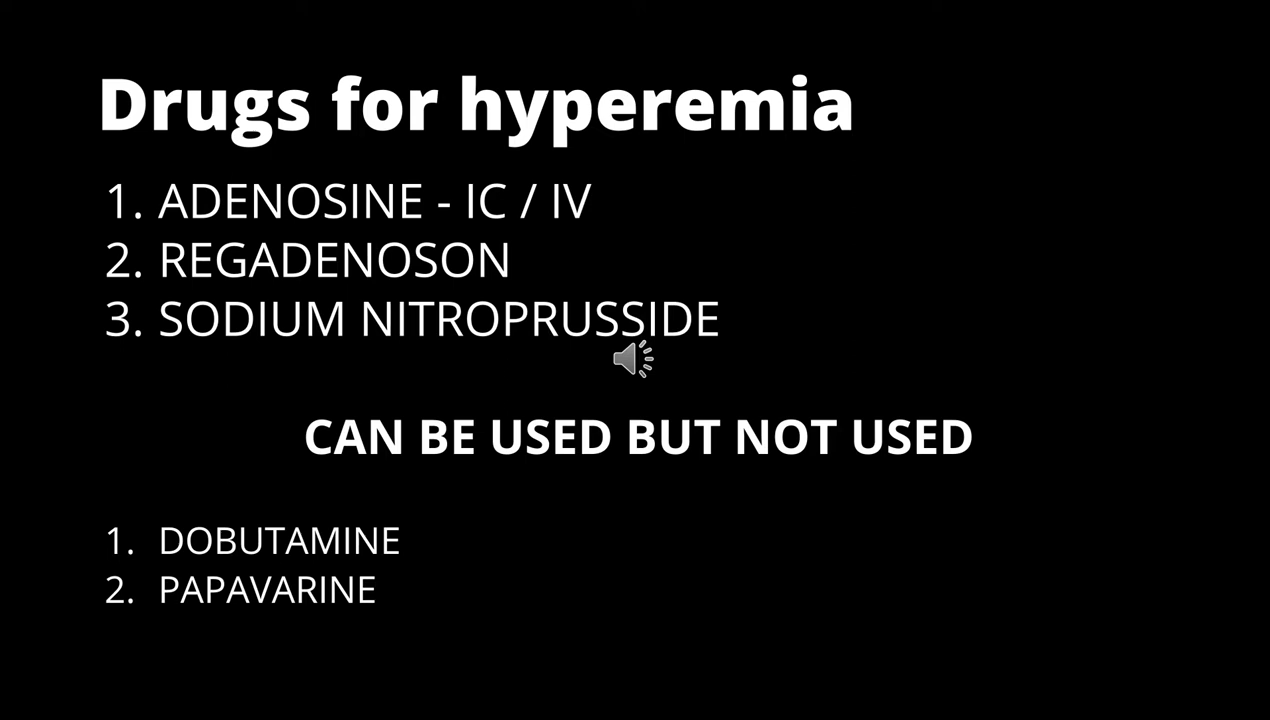 Drugs for hyperemia
1. ADENOSINE - IC / IV
2. REGADENOSON
3. SODIUM NITROPRUSSIDE
CAN BE USED BUT NOT USED
1. DOBUTAMINE
2. PAPAVARINE